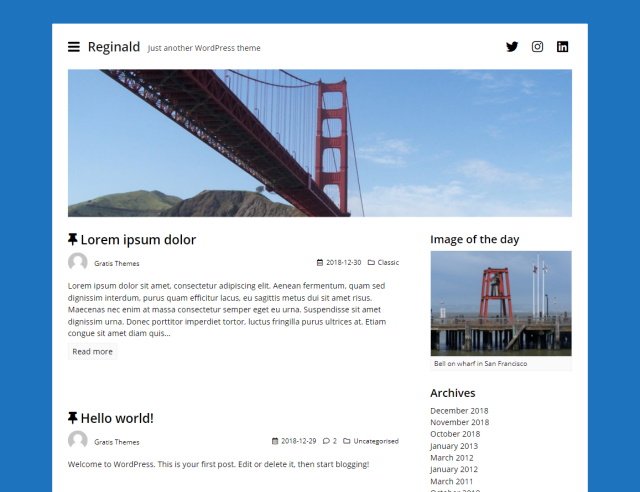 Reginald Just another WordPress theme
Lorem ipsum dolor
Gratis Themes 2018-12-30 Classic
Lorem ipsum dolor sit amet, consectetur adipiscing elit. Aenean fermentum, quam sed
dignissim interdum, purus quam efficitur lacus, eu sagittis metus dui sit amet risus.
Maecenas nec enim at massa consectetur semper eget eu urna. Suspendisse sit amet
dignissim urna. Donec porttitor imperdiet tortor, luctus fringilla purus ultrices at. Etiam
congue sit amet diam quis...
Read more
Hello world!
Gratis Themes 2018-12-29 2 Uncategorised
Welcome to WordPress. This is your first post. Edit or delete it, then start blogging!
Image of the day
Bell on wharf in San Francisco
Archives
December 2018
November 2018
October 2018
January 2013
March 2012
January 2012
March 2011